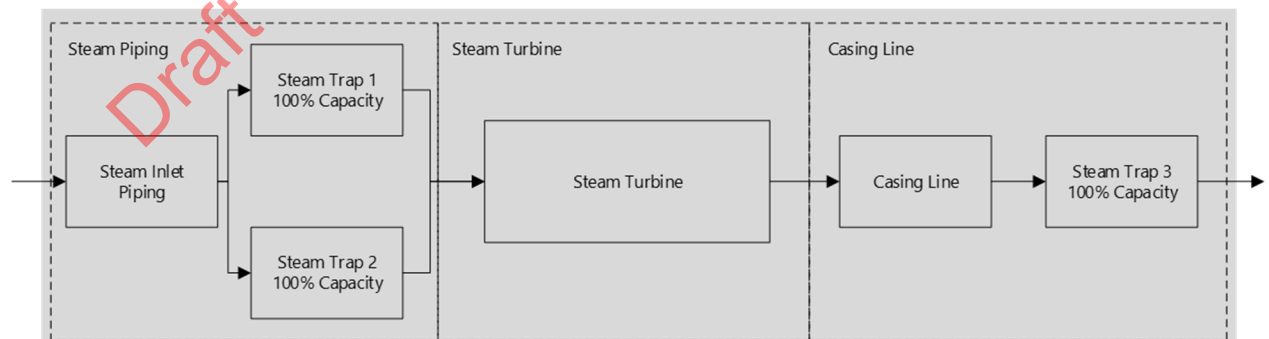 Draft
Steam Piping
Steam Inlet
Piping
Steam Trap 1
100% Capacity
Steam Trap 2
100% Capacity
Steam Turbine
Steam Turbine
Casing Line
Casing Line
Steam Trap 3
100% Capacity